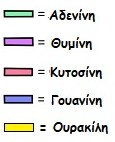 = Αδενίνη
= Θυμίνη
= Κυτοσίνη
= Γουανίνη
= Ουρακίλη